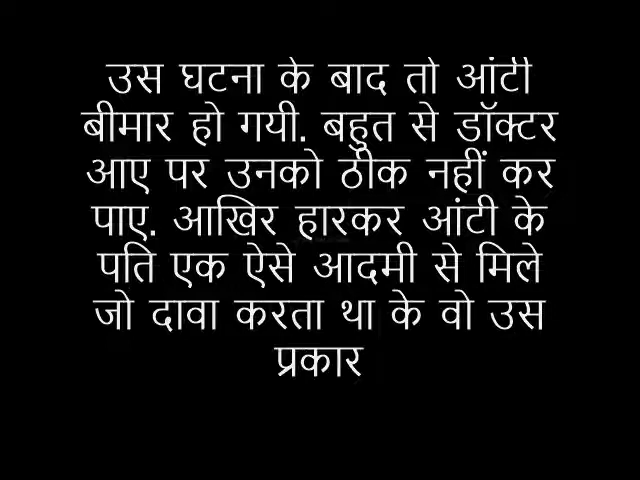 उस घटना के बाद तो आंटी
बीमार हो गयी. बहुत से डॉक्टर
आए पर उनको ठीक नहीं कर
पाए. आखिर हारकर आंटी के
पति एक ऐसे आदमी से मिले
जो दावा करता था के वो उस
प्रकार